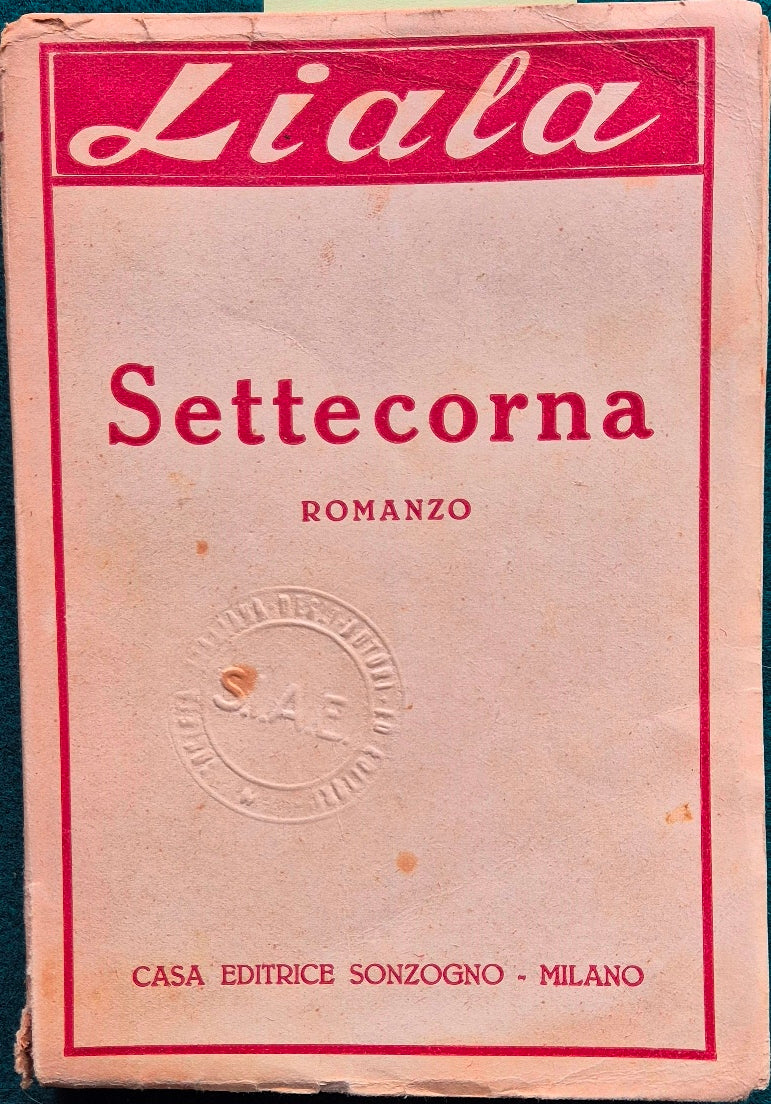 Liala
Settecorna
ROMANZO
S.I.A.E.
CASA EDITRICE SONZOGNO - MILANO